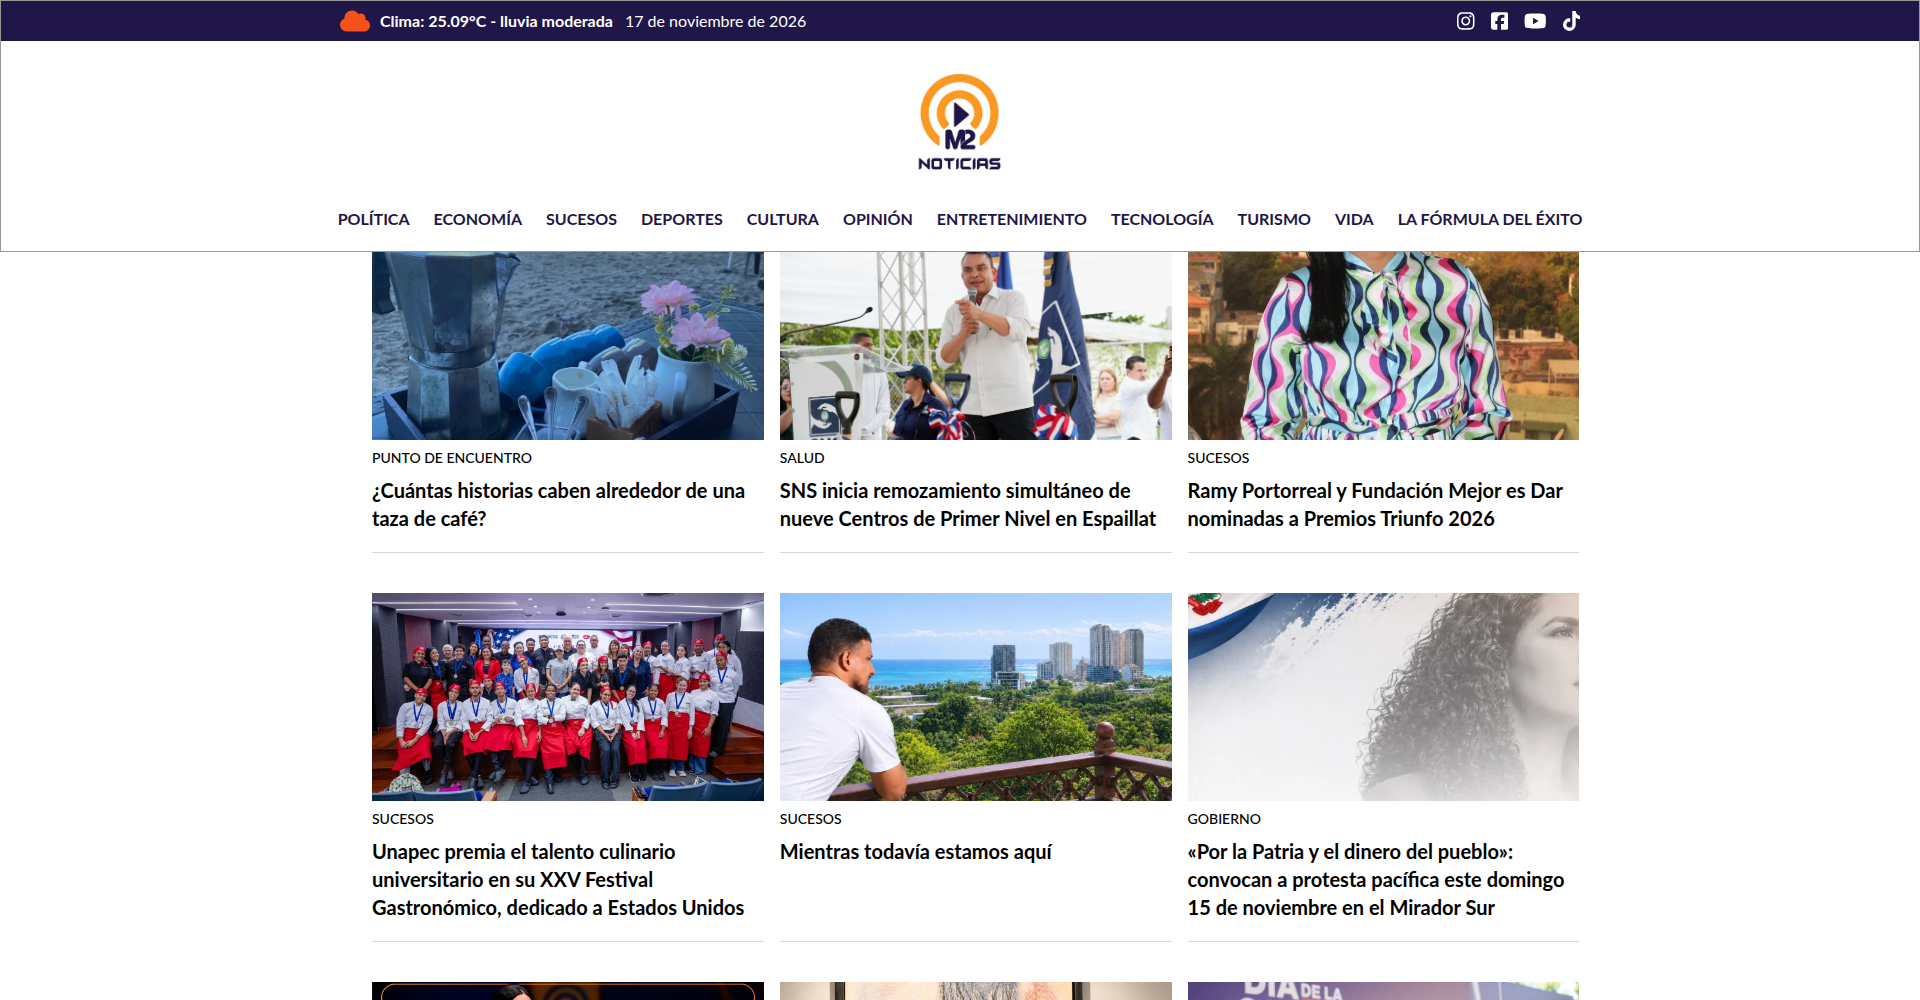 Clima: 25.09°C - lluvia moderada 17 de noviembre de 2026
M2
NOTICIAS
POLÍTICA ECONOMÍA SUCESOS DEPORTES CULTURA OPINIÓN ENTRETENIMIENTO TECNOLOGÍA TURISMO VIDA LA FÓRMULA DEL ÉXITO
PUNTO DE ENCUENTRO
¿Cuántas historias caben alrededor de una
taza de café?
SALUD
SNS inicia remozamiento simultáneo de
nueve Centros de Primer Nivel en Espaillat
SUCESOS
Ramy Portorreal y Fundación Mejor es Dar
nominadas a Premios Triunfo 2026
SUCESOS
Unapec premia el talento culinario
universitario en su XXV Festival
Gastronómico, dedicado a Estados Unidos
SUCESOS
Mientras todavía estamos aquí
GOBIERNO
«Por la Patria y el dinero del pueblo»:
convocan a protesta pacífica este domingo
15 de noviembre en el Mirador Sur
DÍA DE LA